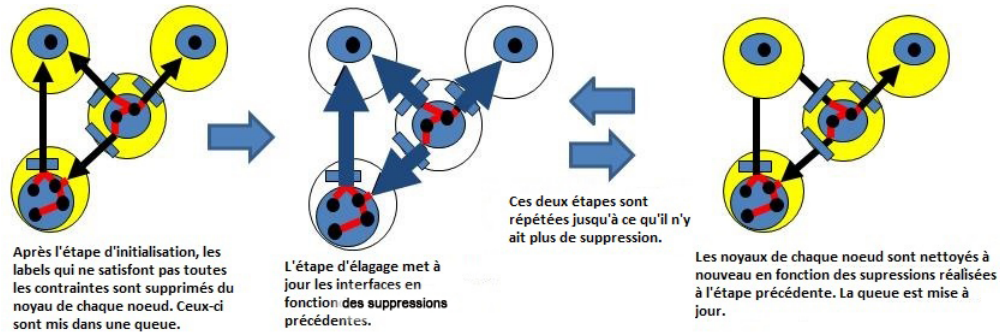 Après l'étape d'initialisation, les
labels qui ne satisfont pas toutes
les contraintes sont supprimés du
noyau de chaque noeud. Ceux-ci
sont mis dans une queue.
L'étape d'élagage met à
jour les interfaces en
fonction des suppressions
précédentes.
Ces deux étapes sont
répétées jusqu'à ce qu'il n'y
ait plus de suppression.
Les noyaux de chaque noeud sont nettoyés à
nouveau en fonction des supressions réalisées
à l'étape précédente. La queue est mise à
jour.